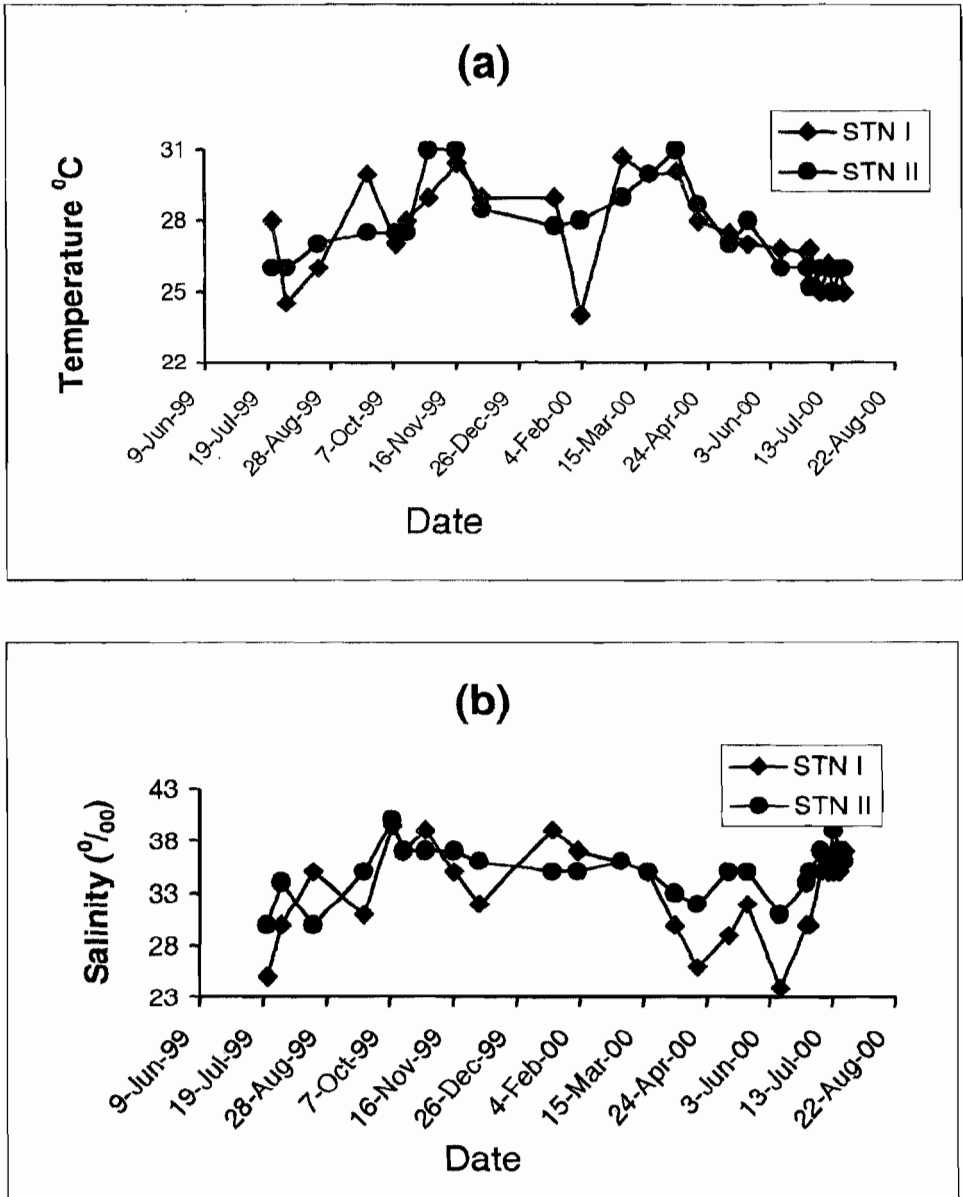 (a)
STN I
STN II
Temperature ⁰C
31
28
25
22
9-Jun-99
19-Jul-99
28-Aug-99
7-Oct-99
16-Nov-99
26-Dec-99
4-Feb-00
15-Mar-00
24-Apr-00
3-Jun-00
13-Jul-00
22-Aug-00
Date
(b)
STN I
STN II
Salinity (⁰/₀₀)
43
38
33
28
23
9-Jun-99
19-Jul-99
28-Aug-99
7-Oct-99
16-Nov-99
26-Dec-99
4-Feb-00
15-Mar-00
24-Apr-00
3-Jun-00
13-Jul-00
22-Aug-00
Date